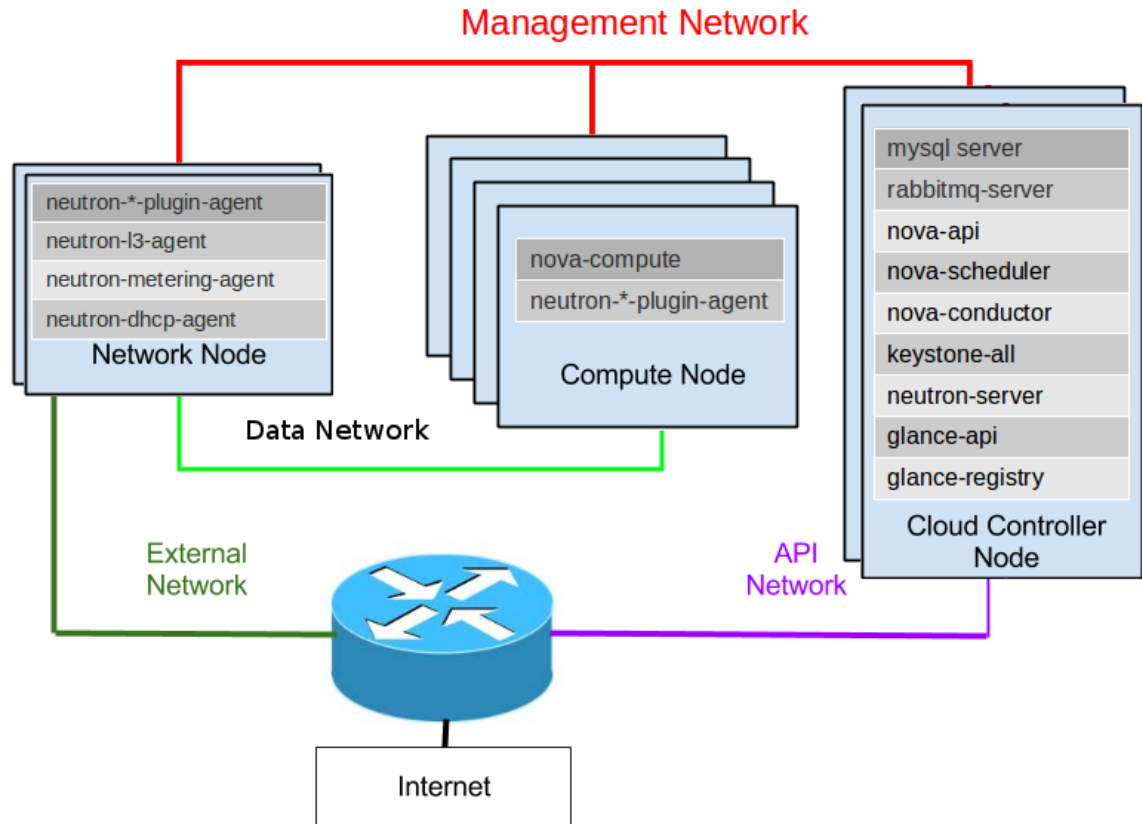 Management Network
neutron-*-plugin-agent
neutron-l3-agent
neutron-metering-agent
neutron-dhcp-agent
Network Node
nova-compute
neutron-*-plugin-agent
Compute Node
mysql server
rabbitmq-server
nova-api
nova-scheduler
nova-conductor
keystone-all
neutron-server
glance-api
glance-registry
Cloud Controller
Node
Data Network
External
Network
API
Network
Internet